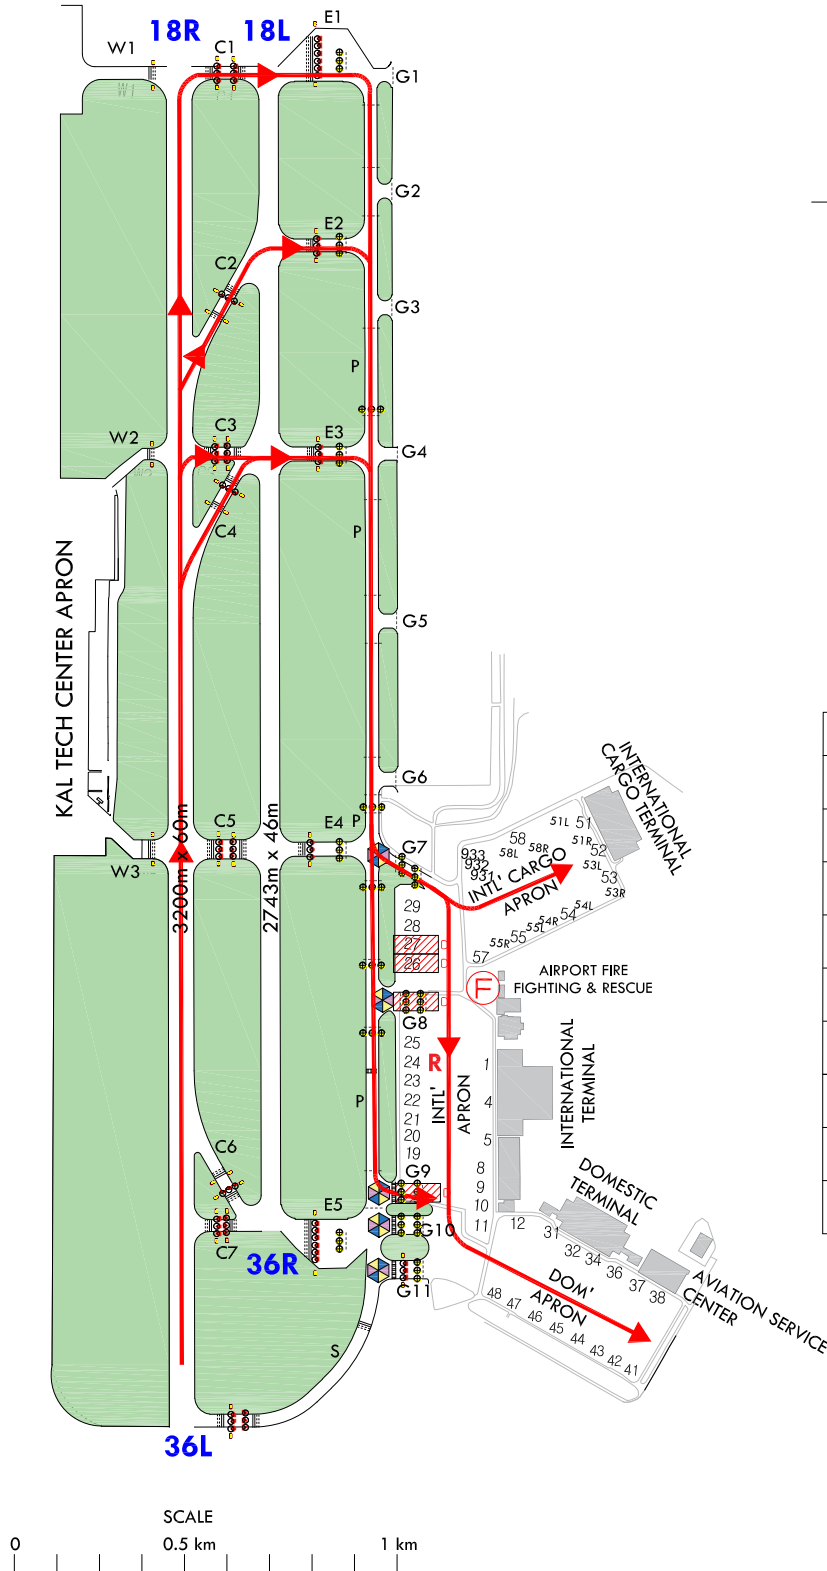 E1
18R
18L
W1
C1
G1
G2
E2
C2
G3
P
C3
E3
W2
G4
C4
P
KAL TECH CENTER APRON
G5
G6
INTERNATIONAL
CARGO TERMINAL
C5
E4
P
G7
W3
3200m x 60m
2743m x 46m
51L
51
58
51R
58R
52
58L
933
932
931
53L
53
53R
INTL' CARGO
APRON
54L
54
54R
55L
55
55R
57
29
28
27
26
AIRPORT FIRE
FIGHTING & RESCUE
F
G8
25
24
23
22
21
20
19
R
INTL'
APRON
1
4
5
8
9
10
11
INTERNATIONAL
TERMINAL
P
C6
G9
E5
G10
C7
36R
G11
DOMESTIC
TERMINAL
12
31
32
34
36
37
38
DOM'
APRON
48
47
46
45
44
43
42
41
AVIATION SERVICE
CENTER
S
36L
SCALE
0
0.5 km
1 km